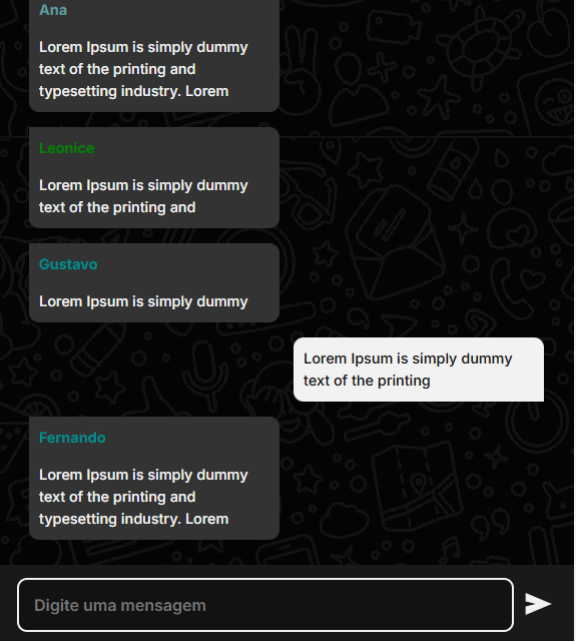 Ana
Lorem Ipsum is simply dummy
text of the printing and
typesetting industry. Lorem
Leonice
Lorem Ipsum is simply dummy
text of the printing and
Gustavo
Lorem Ipsum is simply dummy
Lorem Ipsum is simply dummy
text of the printing
Fernando
Lorem Ipsum is simply dummy
text of the printing and
typesetting industry. Lorem
Digite uma mensagem